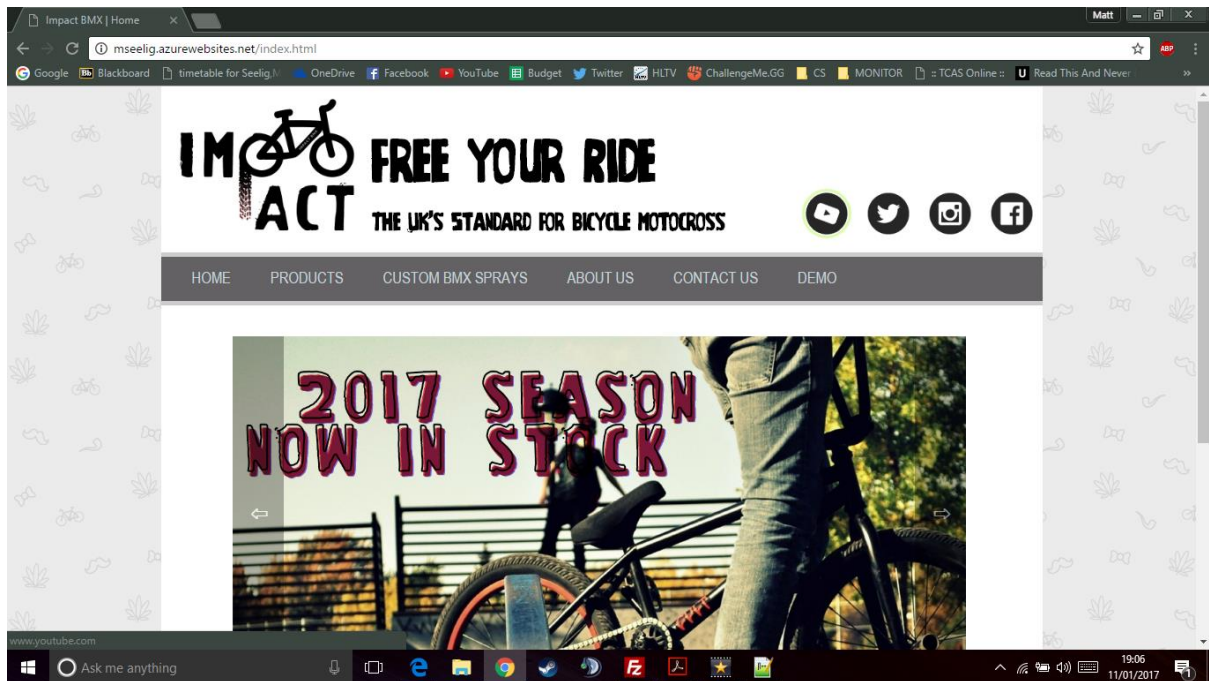 Impact BMX | Home
Matt
mseelig.azurewebsites.net/index.html
ABP
Google Bb Blackboard timetable for Seelig,M OneDrive Facebook YouTube Budget Twitter HLTV ChallengeMe.GG CS MONITOR :: TCAS Online :: U Read This And Never »
IMPACT
FREE YOUR RIDE
THE UK'S STANDARD FOR BICYCLE MOTOCROSS
HOME PRODUCTS CUSTOM BMX SPRAYS ABOUT US CONTACT US DEMO
2017 SEASON
NOW IN STOCK
www.youtube.com
Ask me anything
19:06
11/01/2017
1